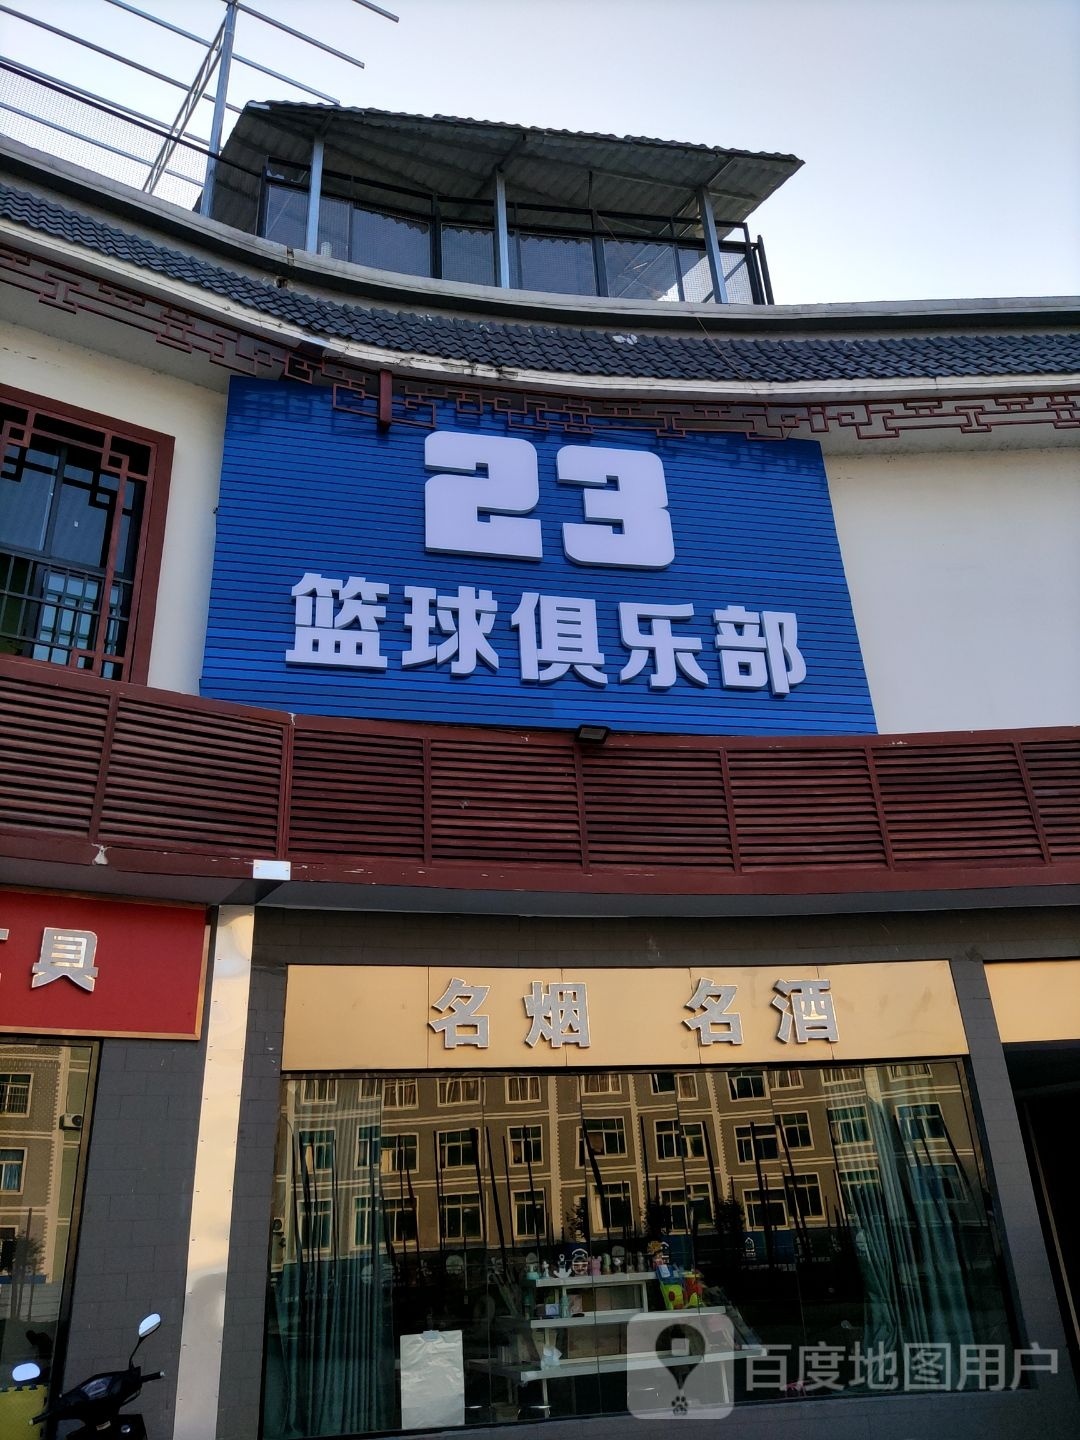 23
篮球俱乐部
具
名烟 名酒
百度地图用户